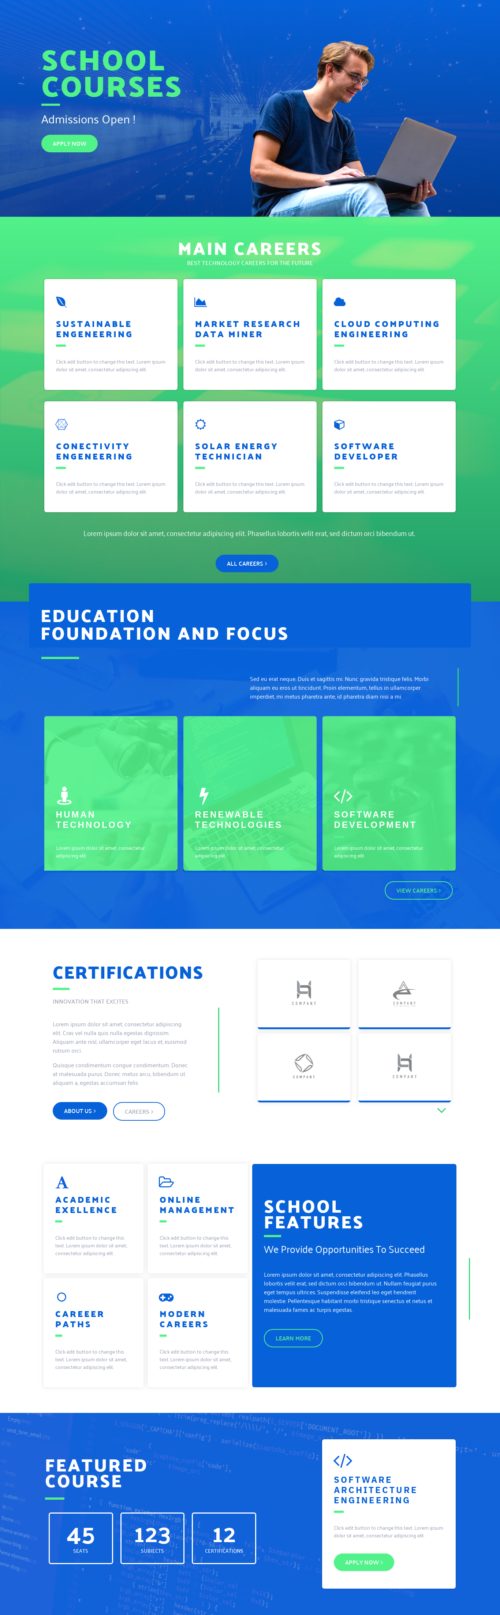 SCHOOL
COURSES
Admissions Open !
APPLY NOW
MAIN CAREERS
BEST TECHNOLOGY CAREERS FOR THE FUTURE
SUSTAINABLE
ENGENEERING
Click edit button to change this text. Lorem ipsum
dolor sit amet, consectetur adipiscing elit
MARKET RESEARCH
DATA MINER
Click edit button to change this text. Lorem ipsum
dolor sit amet, consectetur adipiscing elit
CLOUD COMPUTING
ENGINEERING
Click edit button to change this text. Lorem ipsum
dolor sit amet, consectetur adipiscing elit
CONECTIVITY
ENGENEERING
Click edit button to change this text. Lorem ipsum
dolor sit amet, consectetur adipiscing elit
SOLAR ENERGY
TECHNICIAN
Click edit button to change this text. Lorem ipsum
dolor sit amet, consectetur adipiscing elit
SOFTWARE
DEVELOPER
Click edit button to change this text. Lorem ipsum
dolor sit amet, consectetur adipiscing elit
Lorem ipsum dolor sit amet, consectetur adipiscing elit. Phasellus lobortis velit erat, sed dictum orci bibendum ut.
ALL CAREERS >
EDUCATION
FOUNDATION AND FOCUS
Sed eu erat neque. Duis et sagittis mi. Nunc gravida tristique felis. Morbi
aliquam eu eros ut tincidunt. Proin elementum, tellus in ullamcorper
imperdiet, mi metus pharetra ante, id pharetra diam nisi a mi.
HUMAN
TECHNOLOGY
Lorem ipsum dolor sit amet, consectetur
adipiscing elit
RENEWABLE
TECHNOLOGIES
Lorem ipsum dolor sit amet, consectetur
adipiscing elit
SOFTWARE
DEVELOPMENT
Lorem ipsum dolor sit amet, consectetur
adipiscing elit
VIEW CAREERS >
CERTIFICATIONS
INNOVATION THAT EXCITES
Lorem ipsum dolor sit amet, consectetur adipiscing
elit. Cras vel nulla quis nulla egestas dignissim.
Aliquam ante nisl, ullamcorper eget lacus et, euismod
rutrum orci.
Quisque condimentum congue condimentum. Donec
et malesuada purus. Donec metus arcu, bibendum ut
aliquam a, egestas accumsan felis.
ABOUT US >
CAREERS >
COMPANY
COMPANY
COMPANY
COMPANY
ACADEMIC
EXELLENCE
Click edit button to change this
text. Lorem ipsum dolor sit amet,
consectetur adipiscing elit
ONLINE
MANAGEMENT
Click edit button to change this
text. Lorem ipsum dolor sit amet,
consectetur adipiscing elit
CAREEER
PATHS
Click edit button to change this
text. Lorem ipsum dolor sit amet,
consectetur adipiscing elit
MODERN
CAREERS
Click edit button to change this
text. Lorem ipsum dolor sit amet,
consectetur adipiscing elit
SCHOOL
FEATURES
We Provide Opportunities To Succeed
Lorem ipsum dolor sit amet, consectetur adipiscing elit. Phasellus
lobortis velit erat, sed dictum orci bibendum ut. Nullam feugiat purus
eget tempus ultrices. Suspendisse eleifend leo eget hendrerit
molestie. Pellentesque habitant morbi tristique senectus et netus et
malesuada fames ac turpis egestas.
LEARN MORE
FEATURED
COURSE
45
SEATS
123
SUBJECTS
12
CERTIFICATIONS
</>
SOFTWARE
ARCHITECTURE
ENGINEERING
Click edit button to change this text. Lorem ipsum
dolor sit amet, consectetur adipiscing elit
APPLY NOW >